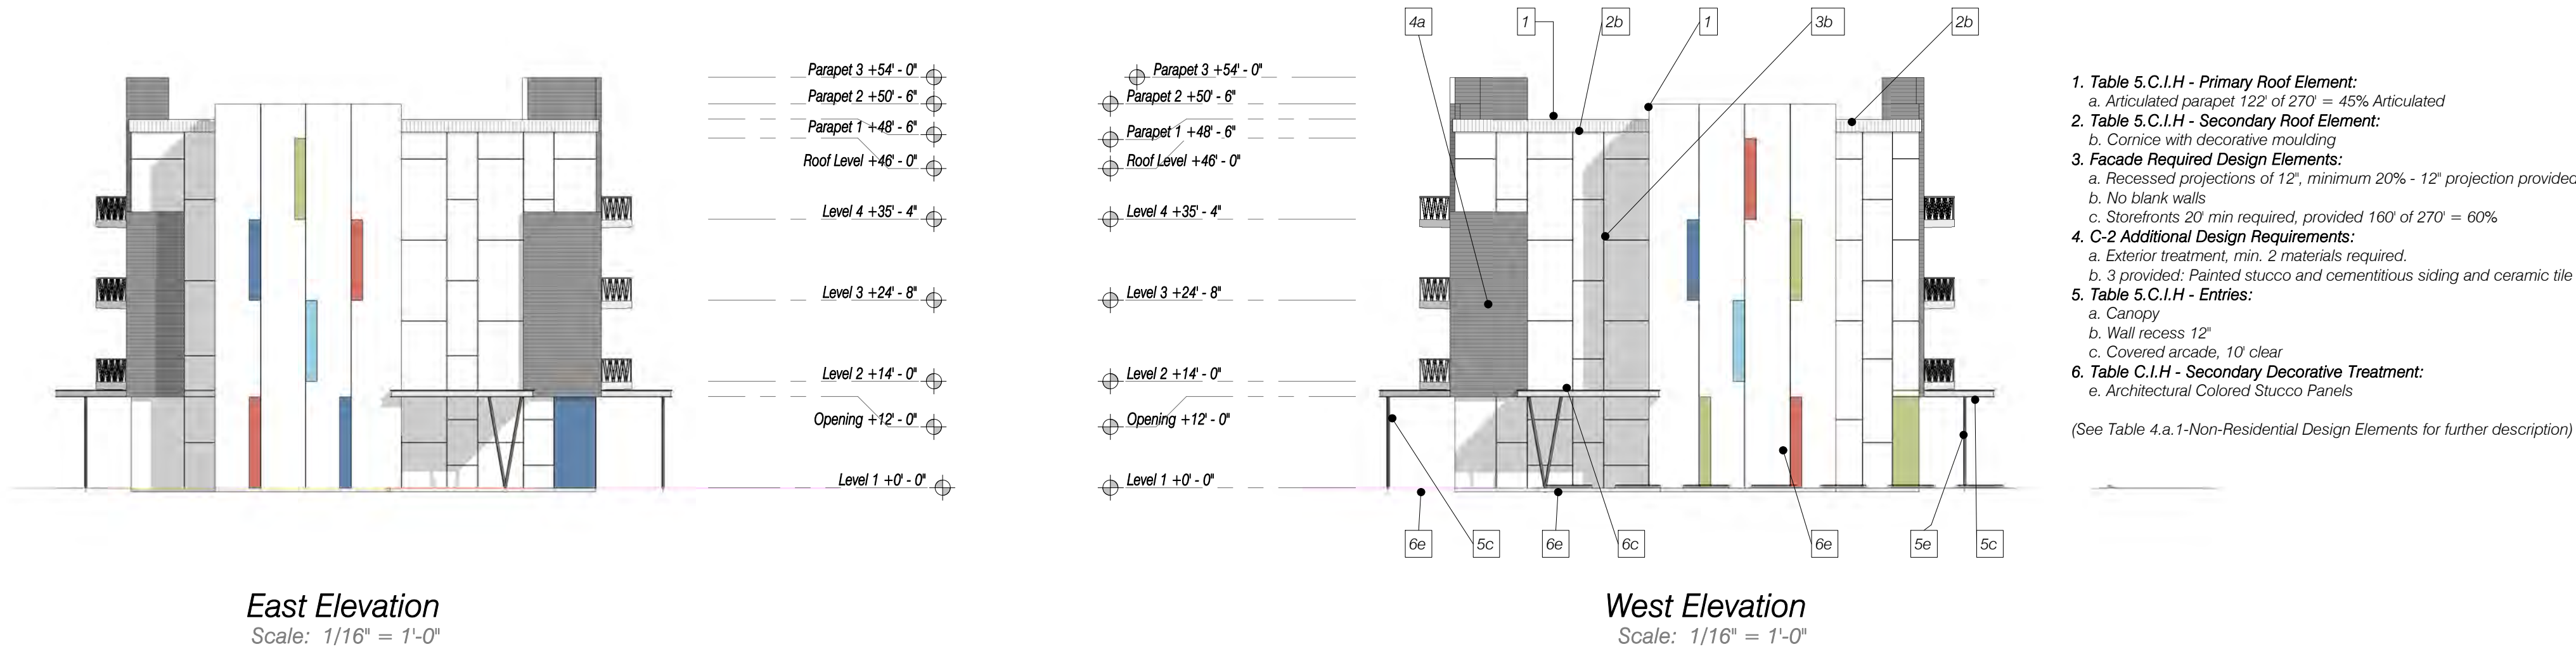 4a
1
2b
1
3b
2b
Parapet 3 +54' - 0"
Parapet 2 +50' - 6"
Parapet 1 +48' - 6"
Roof Level +46' - 0"
Level 4 +35' - 4"
Level 3 +24' - 8"
Level 2 +14' - 0"
Opening +12' - 0"
Level 1 +0' - 0"
Parapet 3 +54' - 0"
Parapet 2 +50' - 6"
Parapet 1 +48' - 6"
Roof Level +46' - 0"
Level 4 +35' - 4"
Level 3 +24' - 8"
Level 2 +14' - 0"
Opening +12' - 0"
Level 1 +0' - 0"
1. Table 5.C.I.H - Primary Roof Element:
a. Articulated parapet 122' of 270' = 45% Articulated
2. Table 5.C.I.H - Secondary Roof Element:
b. Cornice with decorative moulding
3. Facade Required Design Elements:
a. Recessed projections of 12", minimum 20% - 12" projection provided
b. No blank walls
c. Storefronts 20' min required, provided 160' of 270' = 60%
4. C-2 Additional Design Requirements:
a. Exterior treatment, min. 2 materials required.
b. 3 provided: Painted stucco and cementitious siding and ceramic tile
5. Table 5.C.I.H - Entries:
a. Canopy
b. Wall recess 12"
c. Covered arcade, 10' clear
6. Table C.I.H - Secondary Decorative Treatment:
e. Architectural Colored Stucco Panels
(See Table 4.a.1-Non-Residential Design Elements for further description)
6e
5c
6e
6c
6e
5e
5c
East Elevation
Scale: 1/16" = 1'-0"
West Elevation
Scale: 1/16" = 1'-0"